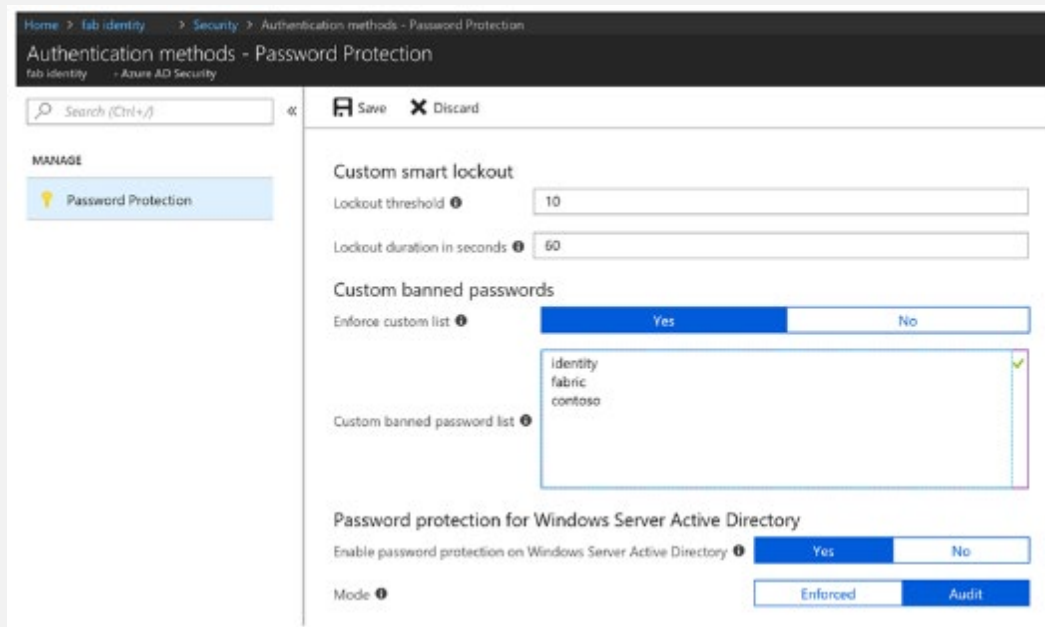 Home > fab identity > Security > Authentication methods - Password Protection
Authentication methods - Password Protection
fab identity - Azure AD Security
Search (Ctrl+/)
«
Save Discard
MANAGE
Password Protection
Custom smart lockout
Lockout threshold 10
Lockout duration in seconds 60
Custom banned passwords
Enforce custom list Yes No
Custom banned password list
identity
fabric
contoso
Password protection for Windows Server Active Directory
Enable password protection on Windows Server Active Directory Yes No
Mode Enforced Audit